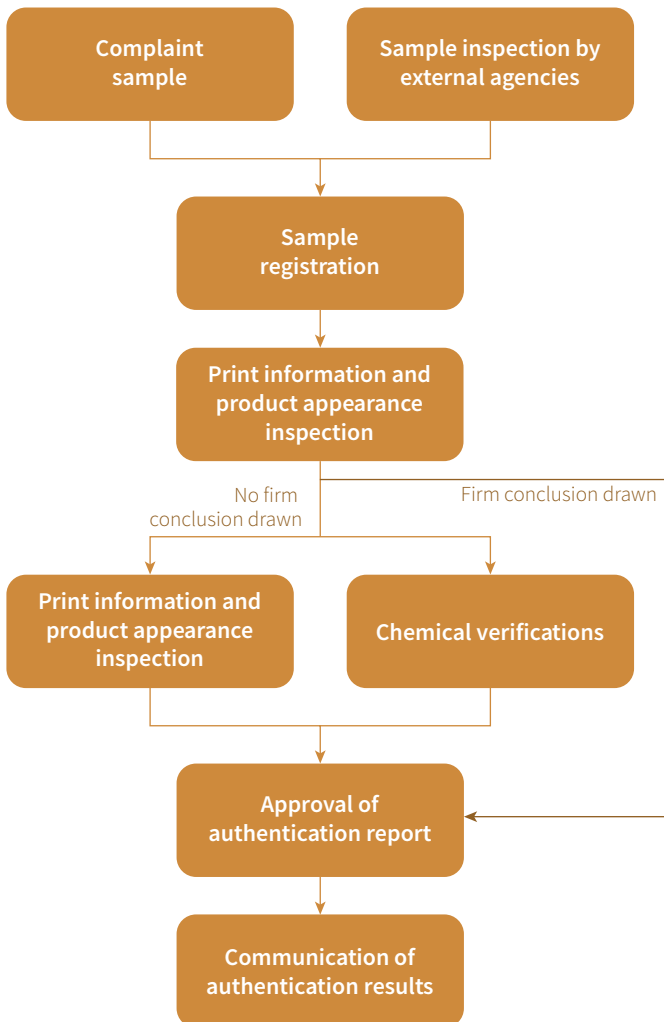 Complaint
sample
Sample inspection by
external agencies
Sample
registration
Print information and
product appearance
inspection
No firm
conclusion drawn
Firm conclusion drawn
Print information and
product appearance
inspection
Chemical verifications
Approval of
authentication report
Communication of
authentication results